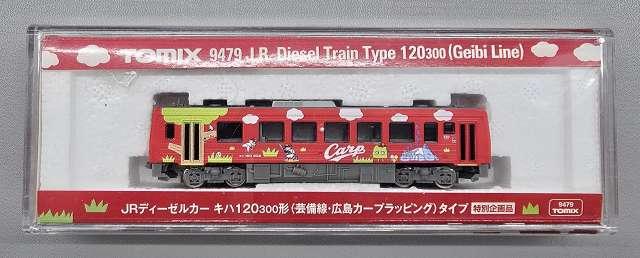 TOMIX 9479 J.R. Diesel Train Type 120300 (Geibi Line)
Carp
JRディーゼルカー キハ120300形(芸備線・広島カープラッピング)タイプ 特別企画品
9479
TOMIX